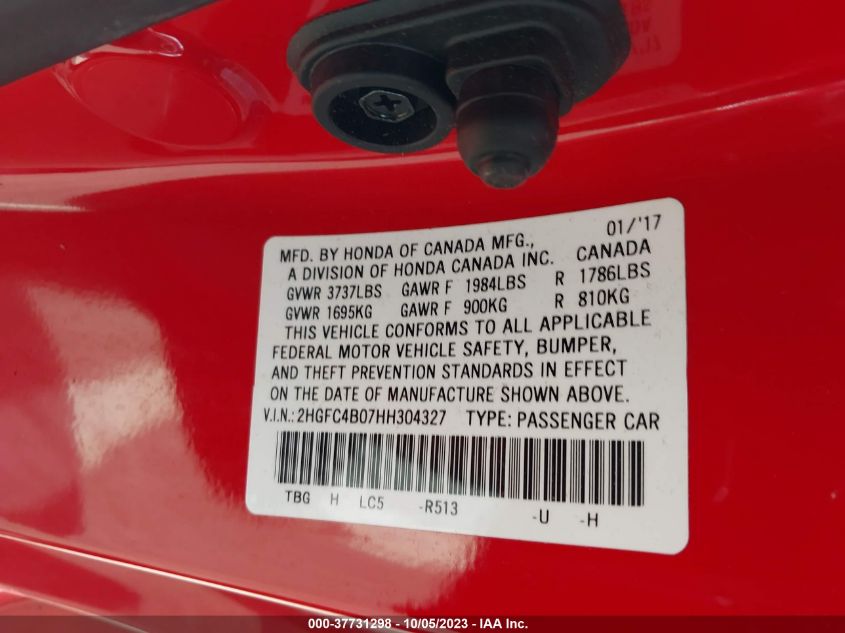 01/'17
MFD. BY HONDA OF CANADA MFG.,
A DIVISION OF HONDA CANADA INC. CANADA
GVWR 3737LBS GAWR F 1984LBS R 1786LBS
GVWR 1695KG GAWR F 900KG R 810KG
THIS VEHICLE CONFORMS TO ALL APPLICABLE
FEDERAL MOTOR VEHICLE SAFETY, BUMPER,
AND THEFT PREVENTION STANDARDS IN EFFECT
ON THE DATE OF MANUFACTURE SHOWN ABOVE.
V.I.N.: 2HGFC4B07HH304327 TYPE: PASSENGER CAR
TBG H LC5 -R513 -U -H
000-37731298 - 10/05/2023 - IAA Inc.